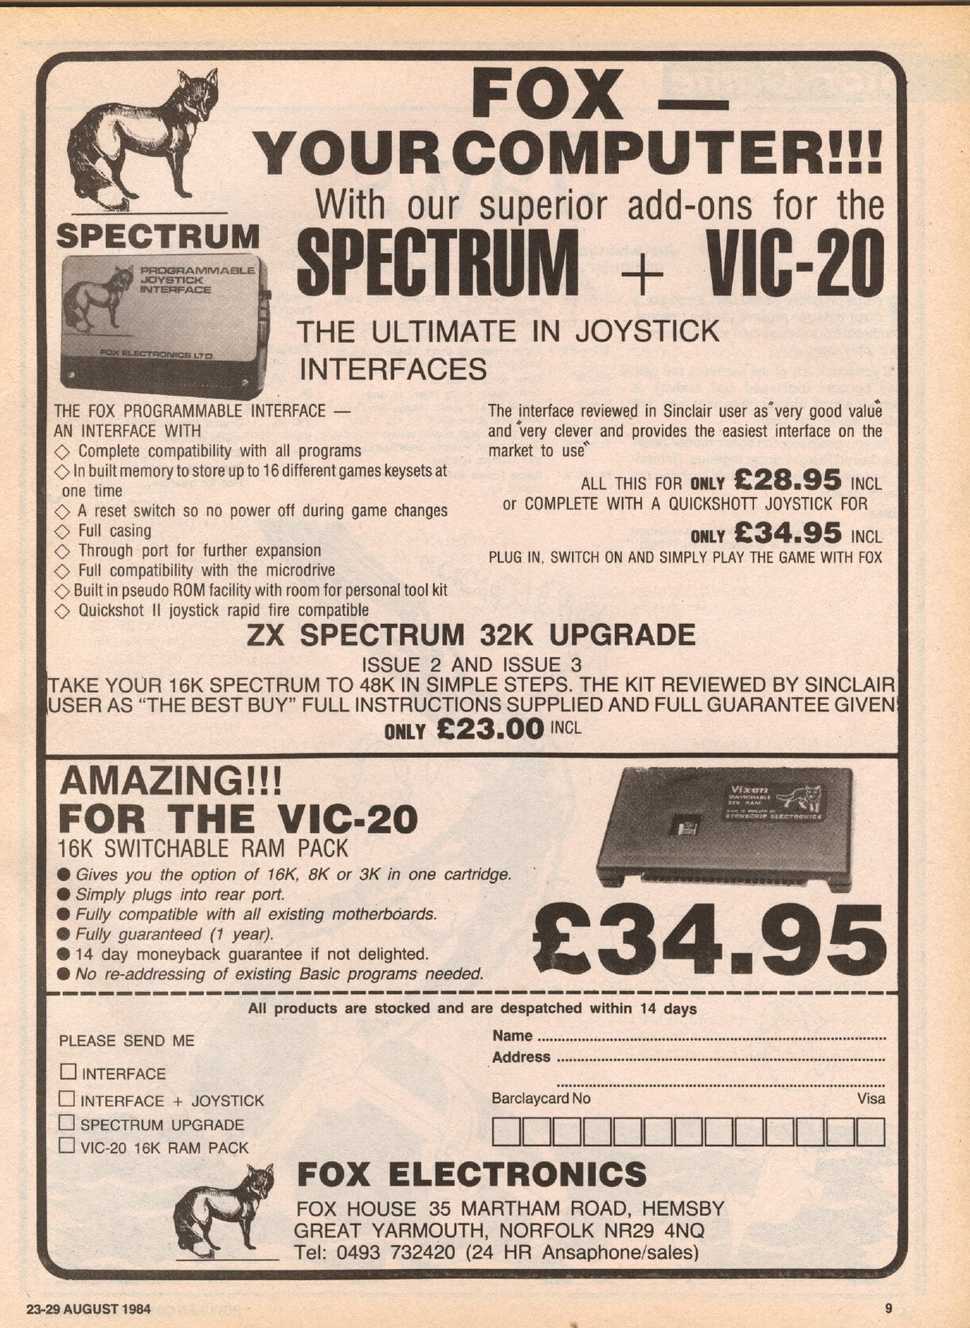 FOX —
YOUR COMPUTER!!!
With our superior add-ons for the
SPECTRUM + VIC-20
SPECTRUM
PROGRAMMABLE
JOYSTICK
INTERFACE
FOX ELECTRONICS LTD
THE ULTIMATE IN JOYSTICK
INTERFACES
THE FOX PROGRAMMABLE INTERFACE —
AN INTERFACE WITH
◇ Complete compatibility with all programs
◇ In built memory to store up to 16 different games keysets at
one time
◇ A reset switch so no power off during game changes
◇ Full casing
◇ Through port for further expansion
◇ Full compatibility with the microdrive
◇ Built in pseudo ROM facility with room for personal tool kit
◇ Quickshot II joystick rapid fire compatible
The interface reviewed in Sinclair user as "very good value"
and "very clever and provides the easiest interface on the
market to use"
ALL THIS FOR ONLY £28.95 INCL
or COMPLETE WITH A QUICKSHOTT JOYSTICK FOR
ONLY £34.95 INCL
PLUG IN, SWITCH ON AND SIMPLY PLAY THE GAME WITH FOX
ZX SPECTRUM 32K UPGRADE
ISSUE 2 AND ISSUE 3
TAKE YOUR 16K SPECTRUM TO 48K IN SIMPLE STEPS. THE KIT REVIEWED BY SINCLAIR
USER AS "THE BEST BUY" FULL INSTRUCTIONS SUPPLIED AND FULL GUARANTEE GIVEN
ONLY £23.00 INCL
AMAZING!!!
FOR THE VIC-20
16K SWITCHABLE RAM PACK
● Gives you the option of 16K, 8K or 3K in one cartridge.
● Simply plugs into rear port.
● Fully compatible with all existing motherboards.
● Fully guaranteed (1 year).
● 14 day moneyback guarantee if not delighted.
● No re-addressing of existing Basic programs needed.
Vixen
SWITCHABLE
RAM
ELECTRONICS
£34.95
All products are stocked and are despatched within 14 days
PLEASE SEND ME
☐ INTERFACE
☐ INTERFACE + JOYSTICK
☐ SPECTRUM UPGRADE
☐ VIC-20 16K RAM PACK
Name
Address
Barclaycard No Visa
FOX ELECTRONICS
FOX HOUSE 35 MARTHAM ROAD, HEMSBY
GREAT YARMOUTH, NORFOLK NR29 4NQ
Tel: 0493 732420 (24 HR Ansaphone/sales)
23-29 AUGUST 1984 9